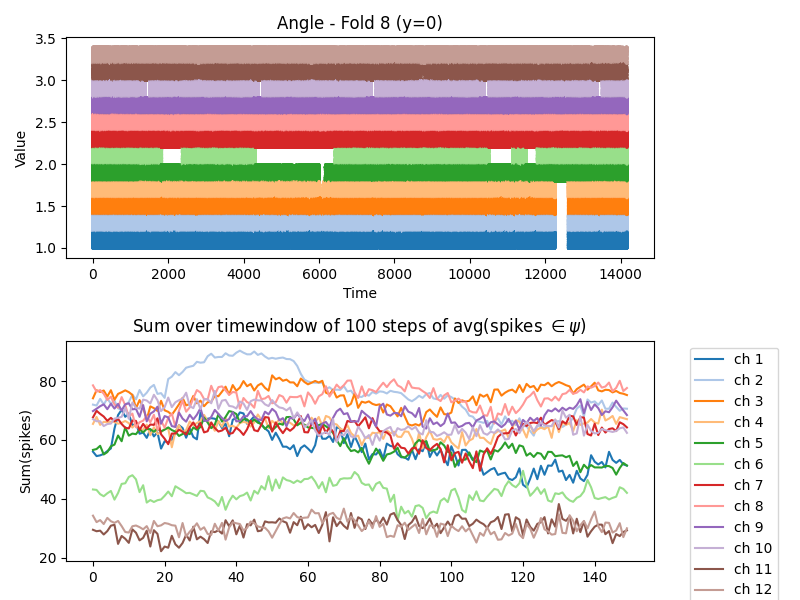 Angle - Fold 8 (y=0)
3.5
3.0
2.5
2.0
1.5
1.0
Value
0 2000 4000 6000 8000 10000 12000 14000
Time
Sum over timewindow of 100 steps of avg(spikes ∈ ψ)
80
60
40
20
Sum(spikes)
0 20 40 60 80 100 120 140
ch 1
ch 2
ch 3
ch 4
ch 5
ch 6
ch 7
ch 8
ch 9
ch 10
ch 11
ch 12